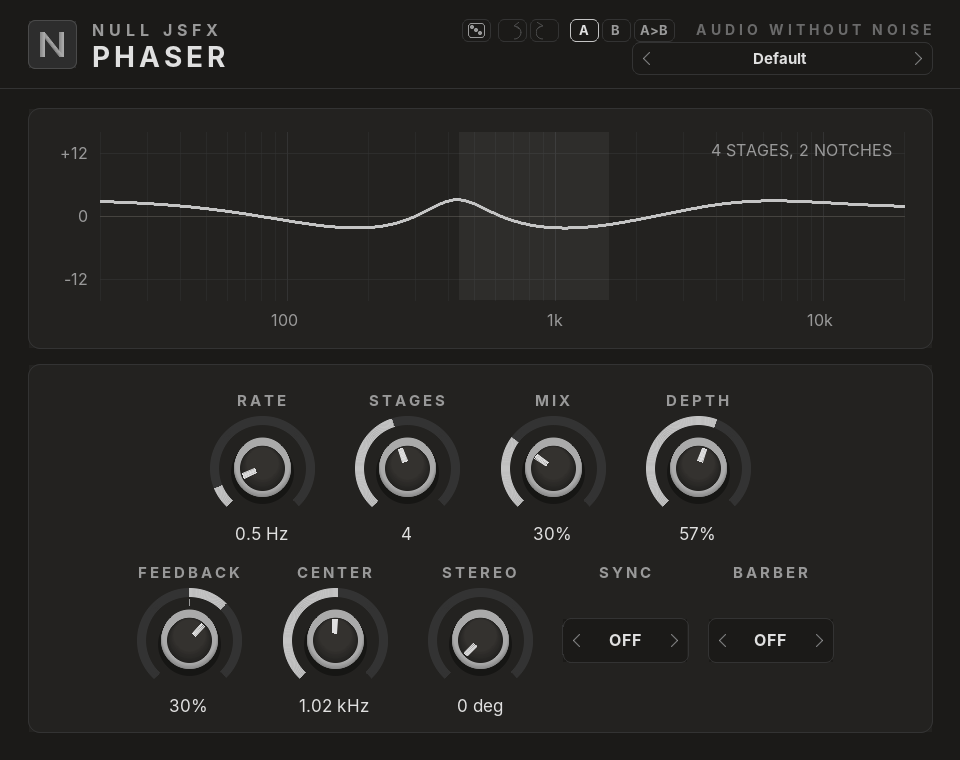 N
NULL JSFX
PHASER
A B A>B AUDIO WITHOUT NOISE
Default
4 STAGES, 2 NOTCHES
+12
0
-12
100 1k 10k
RATE STAGES MIX DEPTH
0.5 Hz 4 30% 57%
FEEDBACK CENTER STEREO SYNC BARBER
OFF OFF
30% 1.02 kHz 0 deg